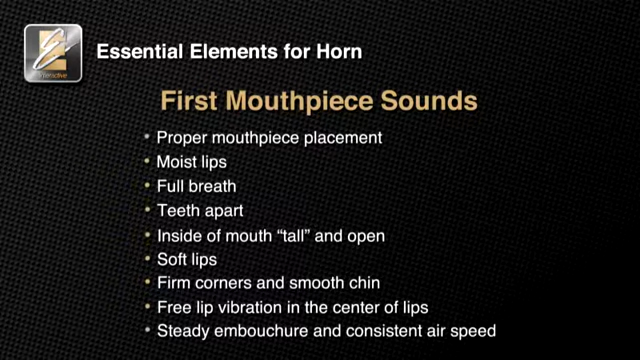 Essential Elements for Horn
interactive
First Mouthpiece Sounds
• Proper mouthpiece placement
• Moist lips
• Full breath
• Teeth apart
• Inside of mouth “tall” and open
• Soft lips
• Firm corners and smooth chin
• Free lip vibration in the center of lips
• Steady embouchure and consistent air speed